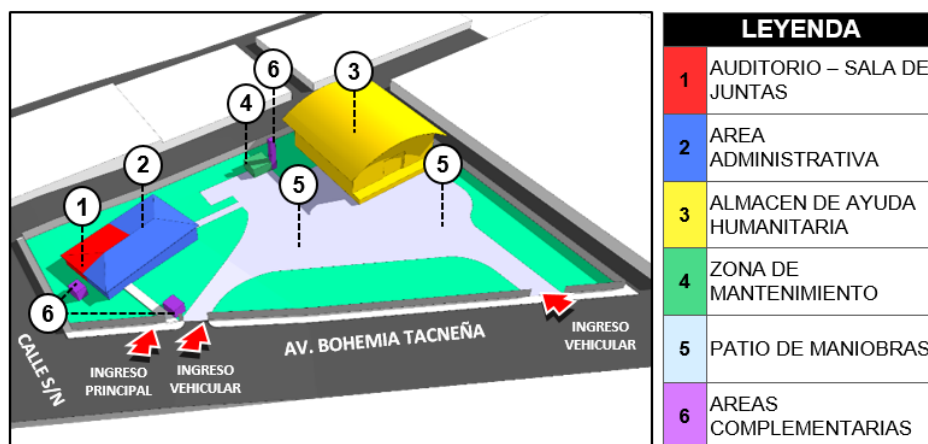 6
3
4
2
5
5
1
6
CALLE S/N
INGRESO
PRINCIPAL
INGRESO
VEHICULAR
AV. BOHEMIA TACNEÑA
INGRESO
VEHICULAR
LEYENDA
1 AUDITORIO – SALA DE
JUNTAS
2 AREA
ADMINISTRATIVA
3 ALMACEN DE AYUDA
HUMANITARIA
4 ZONA DE
MANTENIMIENTO
5 PATIO DE MANIOBRAS
6 AREAS
COMPLEMENTARIAS